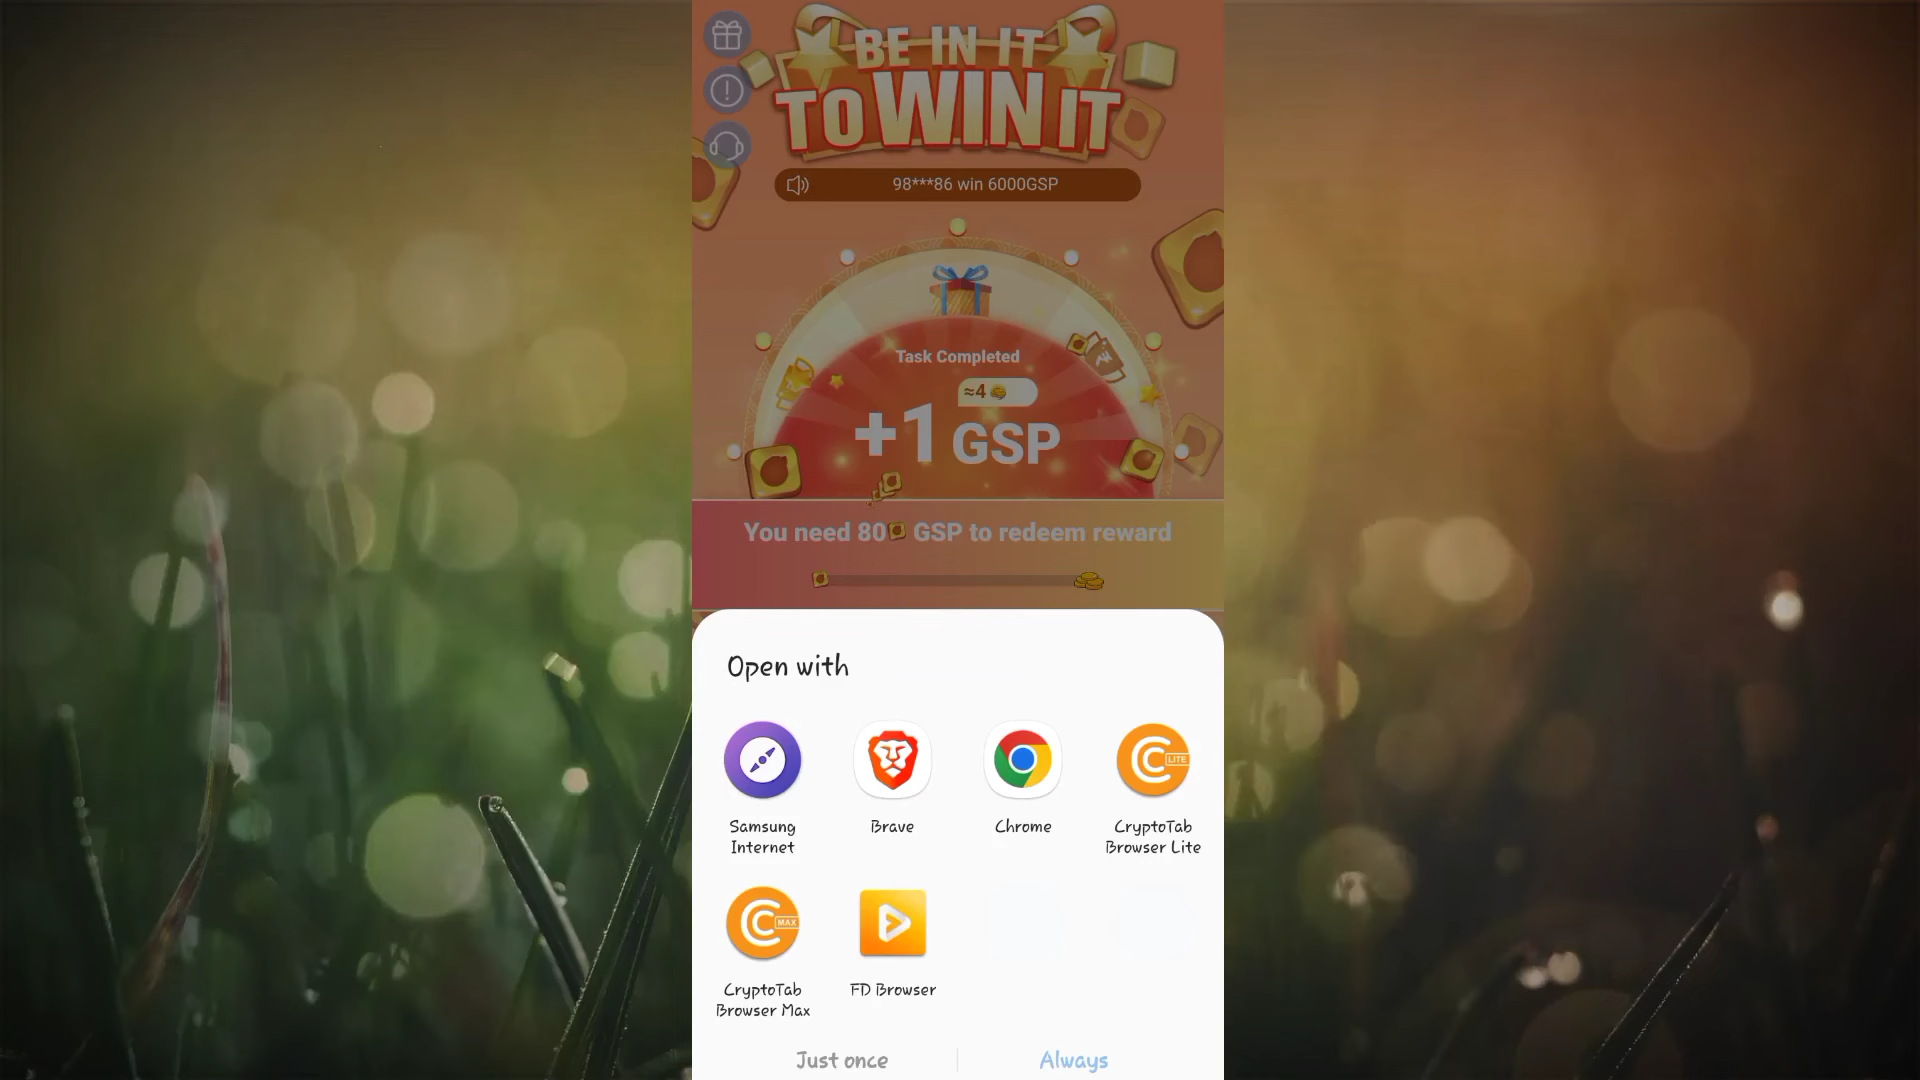 BE IN IT
TO WIN IT
98***86 win 6000GSP
Task Completed
≈4
+1 GSP
You need 80 GSP to redeem reward
Open with
Samsung Internet
Brave
Chrome
LITE
CryptoTab Browser Lite
MAX
CryptoTab Browser Max
FD Browser
Just once
Always